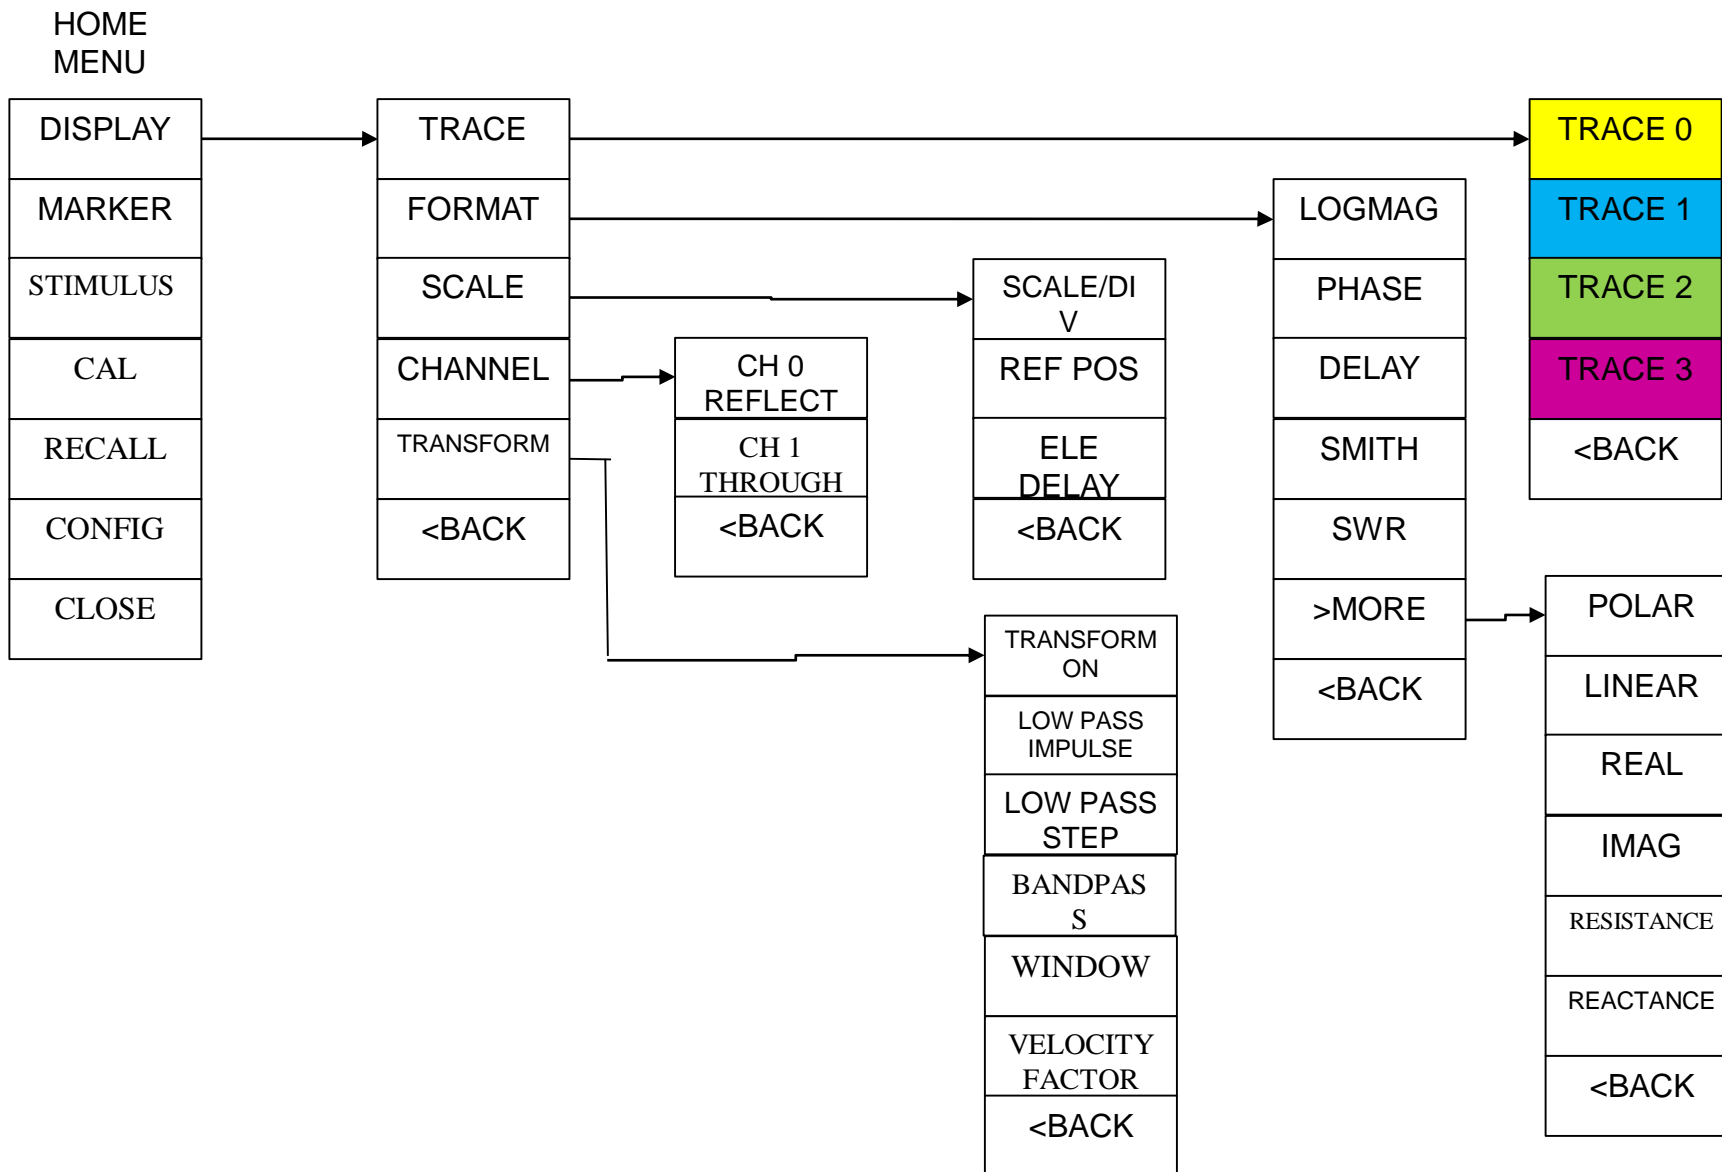 HOME
MENU
DISPLAY
MARKER
STIMULUS
CAL
RECALL
CONFIG
CLOSE
TRACE
FORMAT
SCALE
CHANNEL
TRANSFORM
<BACK
CH 0
REFLECT
CH 1
THROUGH
<BACK
SCALE/DI
V
REF POS
ELE
DELAY
<BACK
TRANSFORM
ON
LOW PASS
IMPULSE
LOW PASS
STEP
BANDPAS
S
WINDOW
VELOCITY
FACTOR
<BACK
LOGMAG
PHASE
DELAY
SMITH
SWR
>MORE
<BACK
TRACE 0
TRACE 1
TRACE 2
TRACE 3
<BACK
POLAR
LINEAR
REAL
IMAG
RESISTANCE
REACTANCE
<BACK